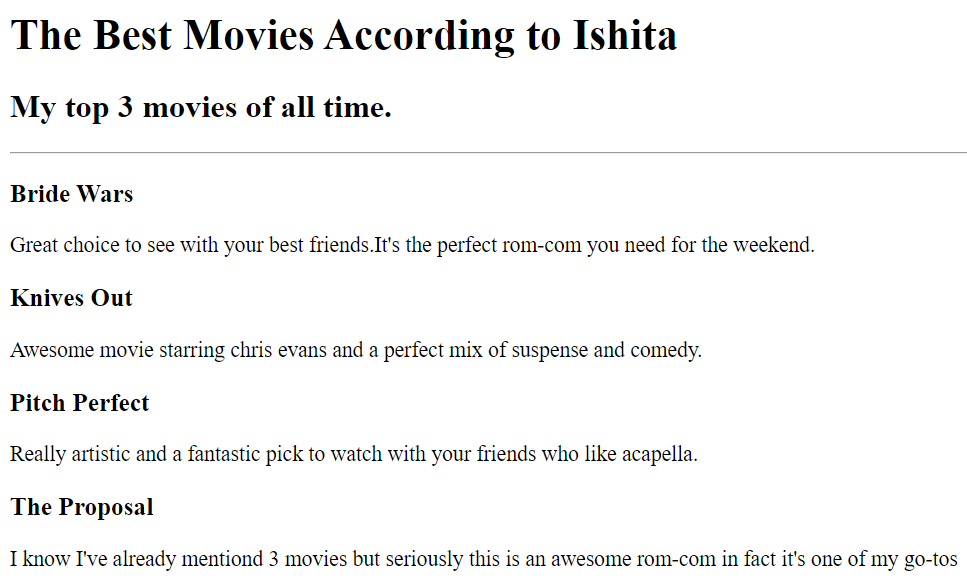 The Best Movies According to Ishita
My top 3 movies of all time.
Bride Wars
Great choice to see with your best friends.It's the perfect rom-com you need for the weekend.
Knives Out
Awesome movie starring chris evans and a perfect mix of suspense and comedy.
Pitch Perfect
Really artistic and a fantastic pick to watch with your friends who like acapella.
The Proposal
I know I've already mentiond 3 movies but seriously this is an awesome rom-com in fact it's one of my go-tos